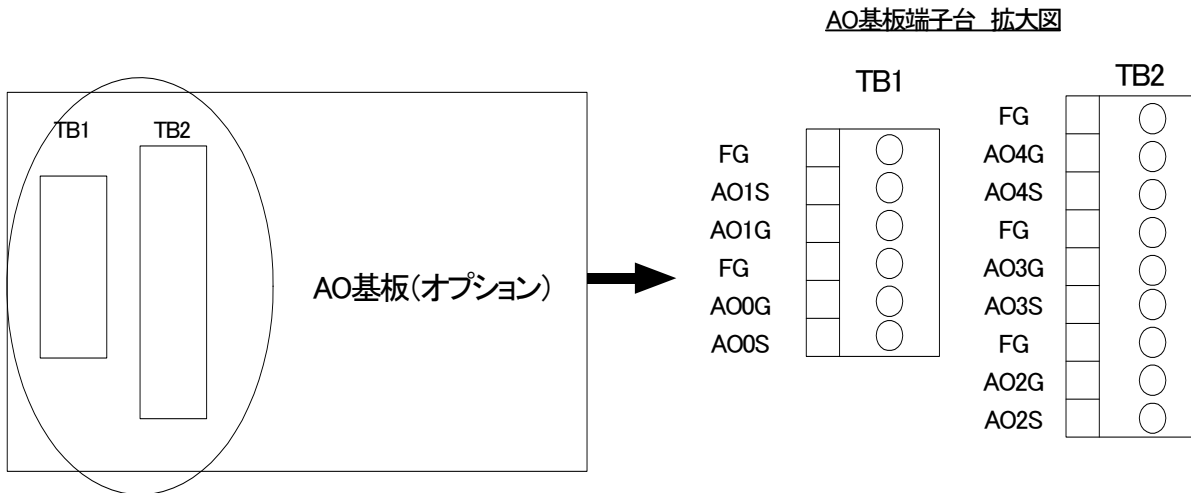 AO基板端子台 拡大図
TB1
TB2
AO基板(オプション)
TB1
FG
AO1S
AO1G
FG
AO0G
AO0S
TB2
FG
AO4G
AO4S
FG
AO3G
AO3S
FG
AO2G
AO2S